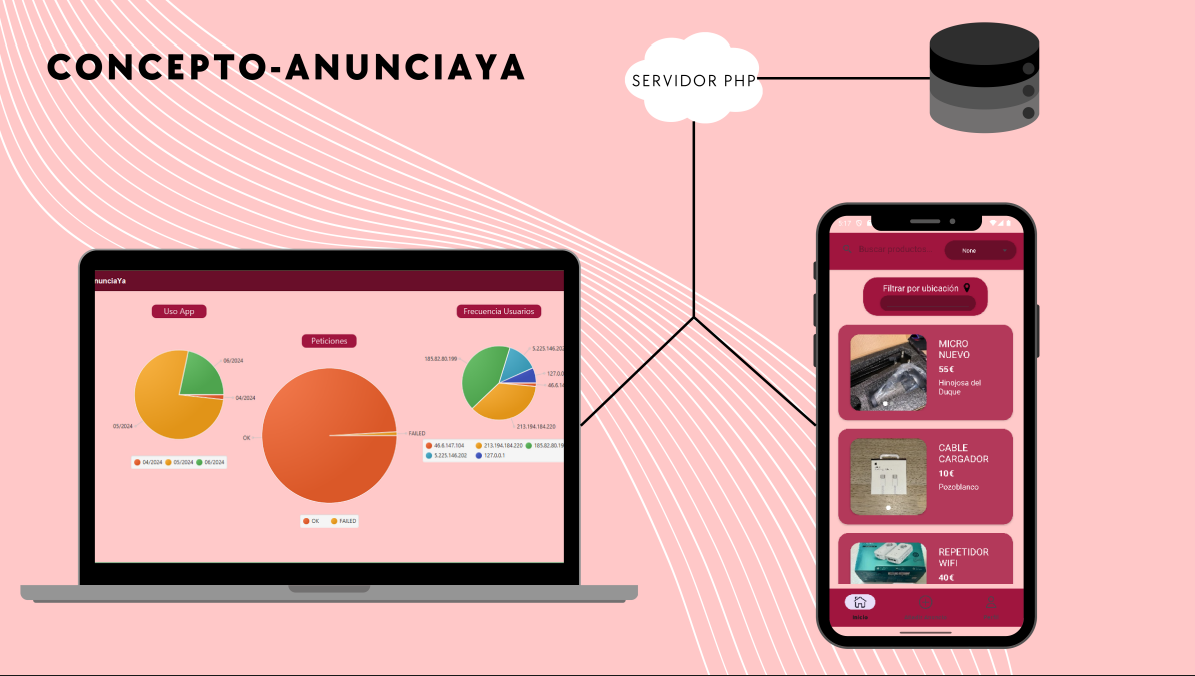 CONCEPTO-ANUNCIAYA
SERVIDOR PHP
nunciaYa
Uso App
06/2024
04/2024
05/2024
04/2024 05/2024 06/2024
Peticiones
OK
FAILED
OK FAILED
Frecuencia Usuarios
5.225.146.202
185.82.80.199
127.0.0
46.6.14
213.194.184.220
46.6.147.104 213.194.184.220 185.82.80.19
5.225.146.202 127.0.0.1
Buscar productos
None
Filtrar por ubicación
MICRO
NUEVO
55€
Hinojosa del
Duque
CABLE
CARGADOR
10€
Pozoblanco
REPETIDOR
WIFI
40€
Inicio